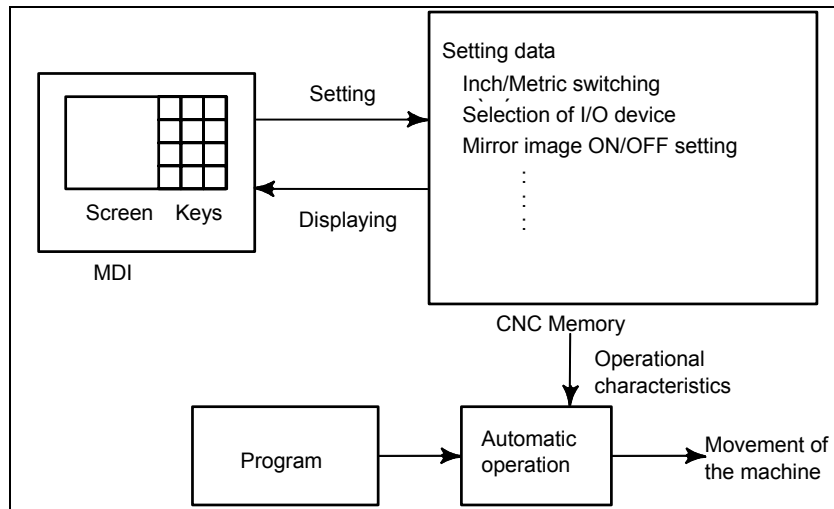 Setting data
Inch/Metric switching
Selection of I/O device
Mirror image ON/OFF setting
Setting
Displaying
Screen Keys
MDI
CNC Memory
Operational
characteristics
Program
Automatic
operation
Movement of
the machine